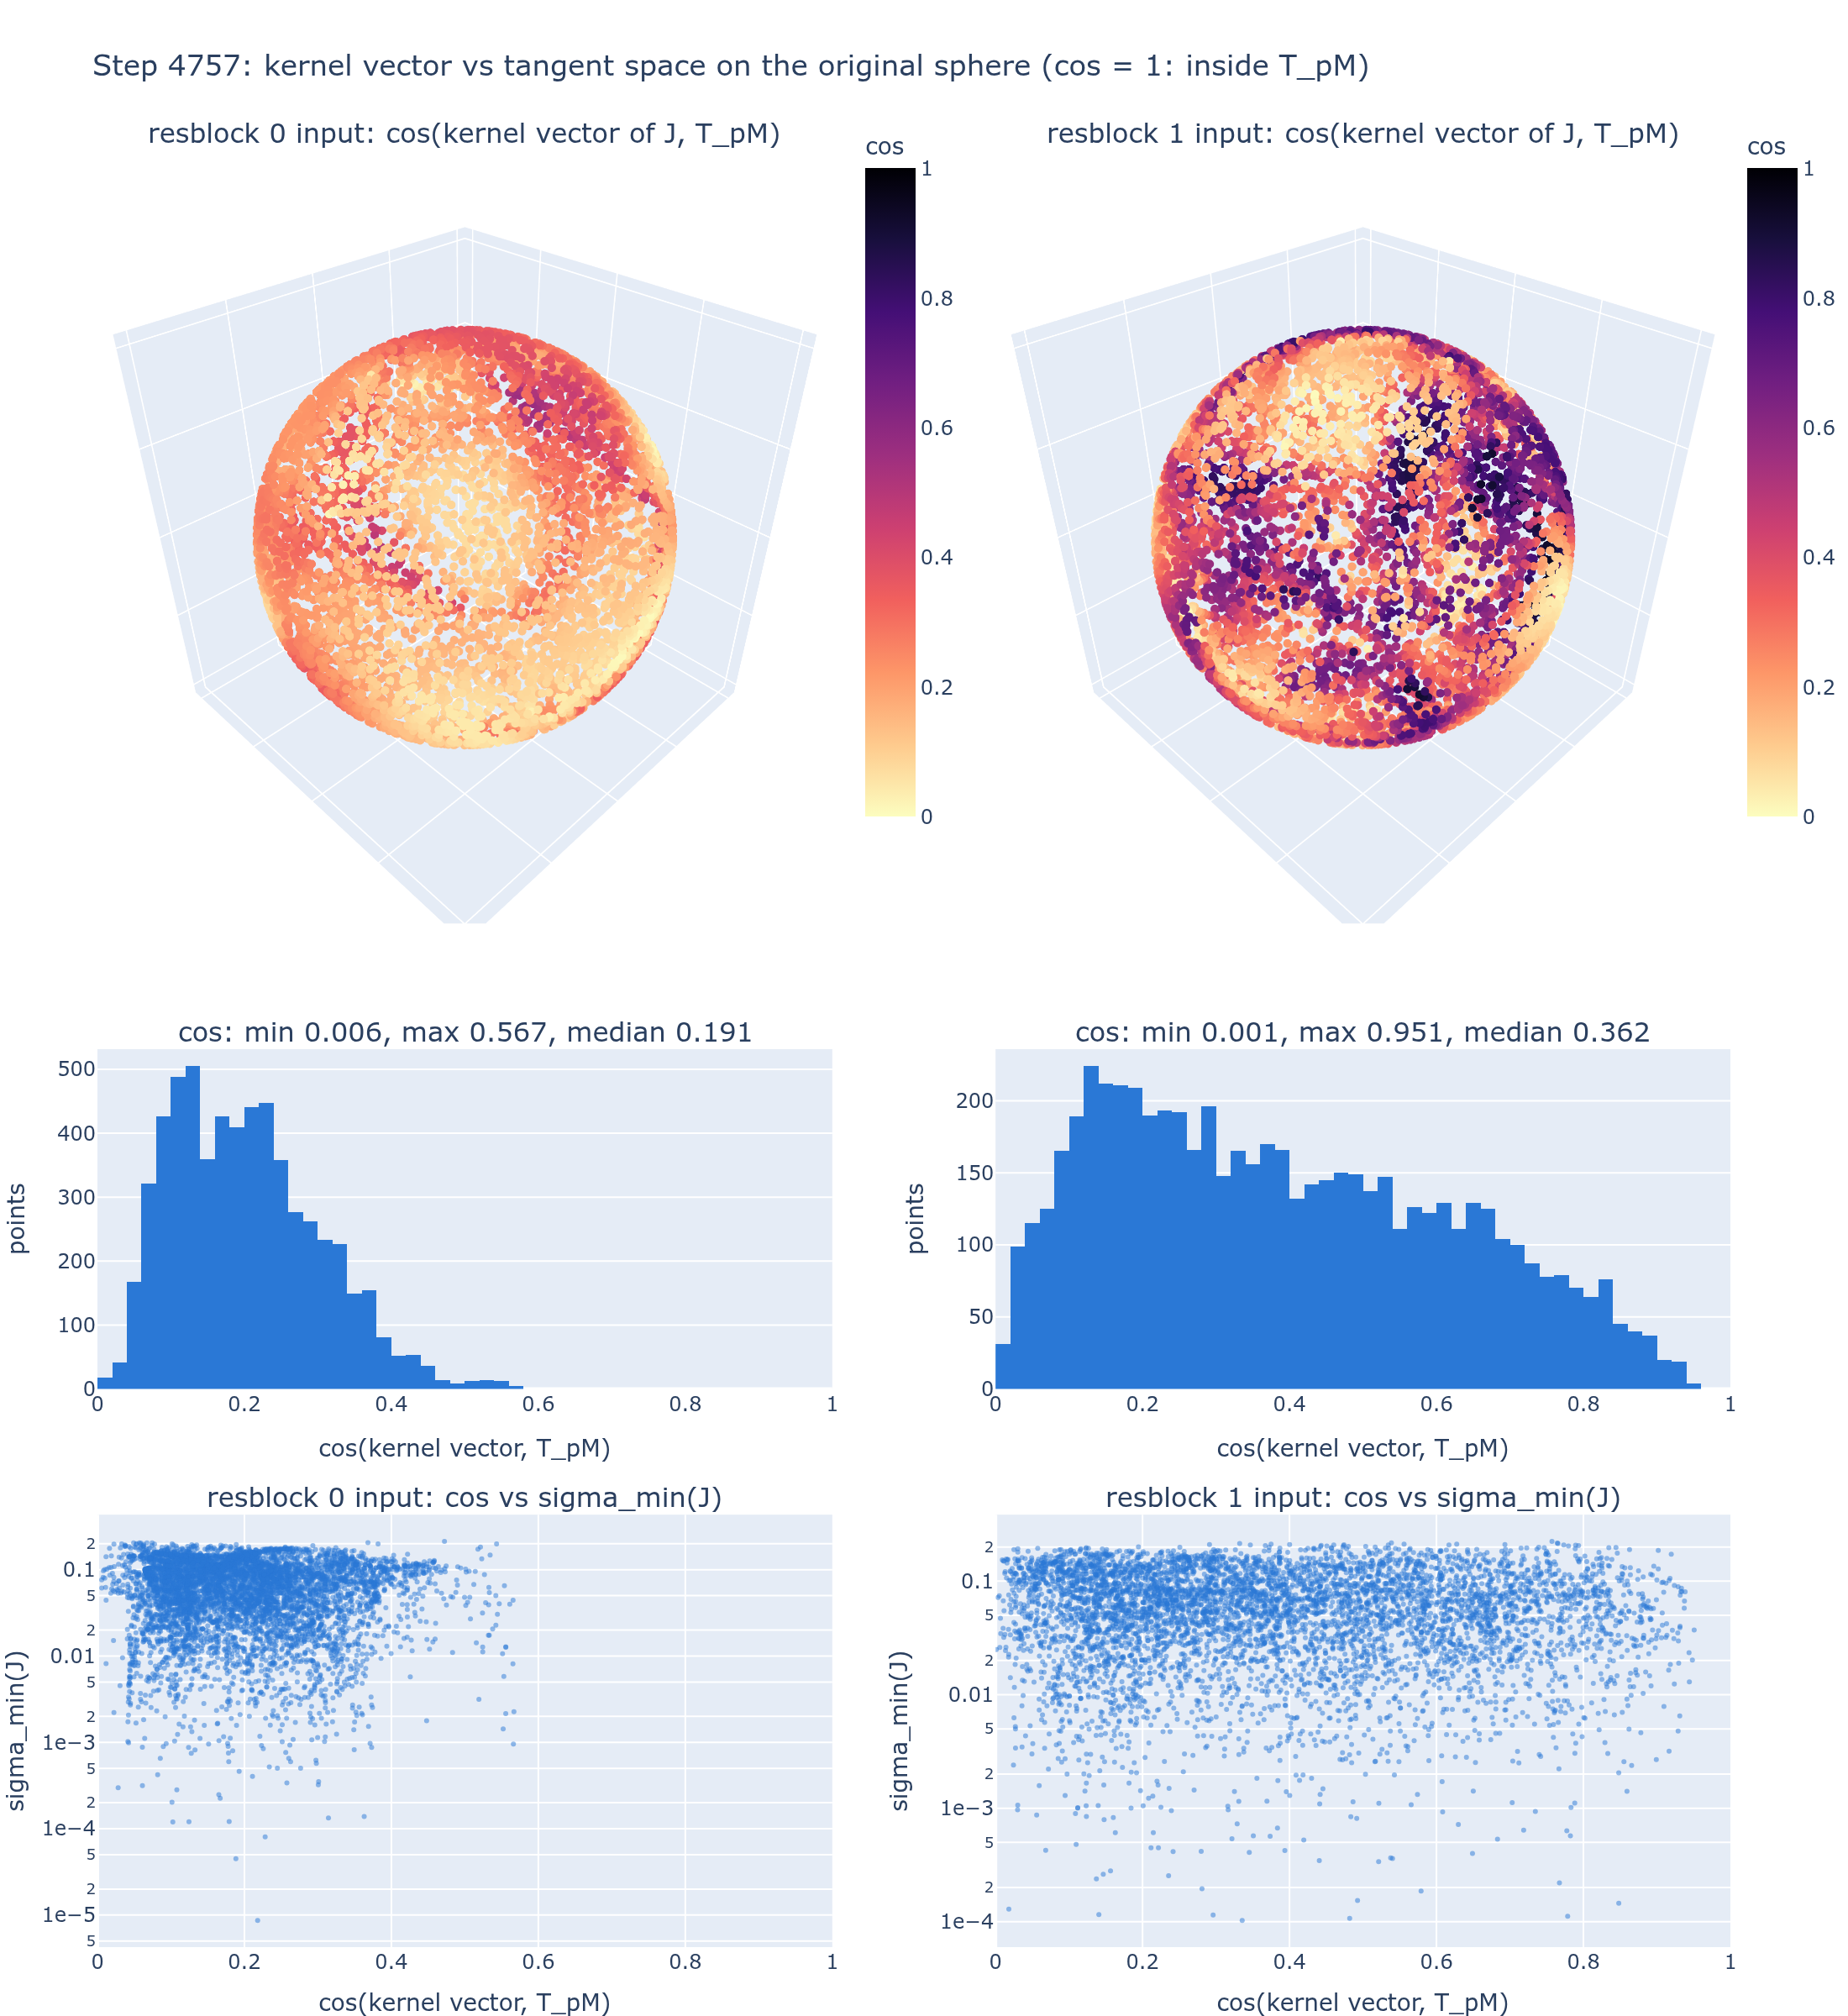 Step 4757: kernel vector vs tangent space on the original sphere (cos = 1: inside T_pM)
resblock 0 input: cos(kernel vector of J, T_pM)
cos
1
0.8
0.6
0.4
0.2
0
resblock 1 input: cos(kernel vector of J, T_pM)
cos
1
0.8
0.6
0.4
0.2
0
cos: min 0.006, max 0.567, median 0.191
points
500
400
300
200
100
0
0 0.2 0.4 0.6 0.8 1
cos(kernel vector, T_pM)
cos: min 0.001, max 0.951, median 0.362
points
200
150
100
50
0
0 0.2 0.4 0.6 0.8 1
cos(kernel vector, T_pM)
resblock 0 input: cos vs sigma_min(J)
sigma_min(J)
2
0.1
5
2
0.01
5
2
1e−3
5
2
1e−4
5
2
1e−5
5
0 0.2 0.4 0.6 0.8 1
cos(kernel vector, T_pM)
resblock 1 input: cos vs sigma_min(J)
sigma_min(J)
2
0.1
5
2
0.01
5
2
1e−3
5
2
1e−4
0 0.2 0.4 0.6 0.8 1
cos(kernel vector, T_pM)